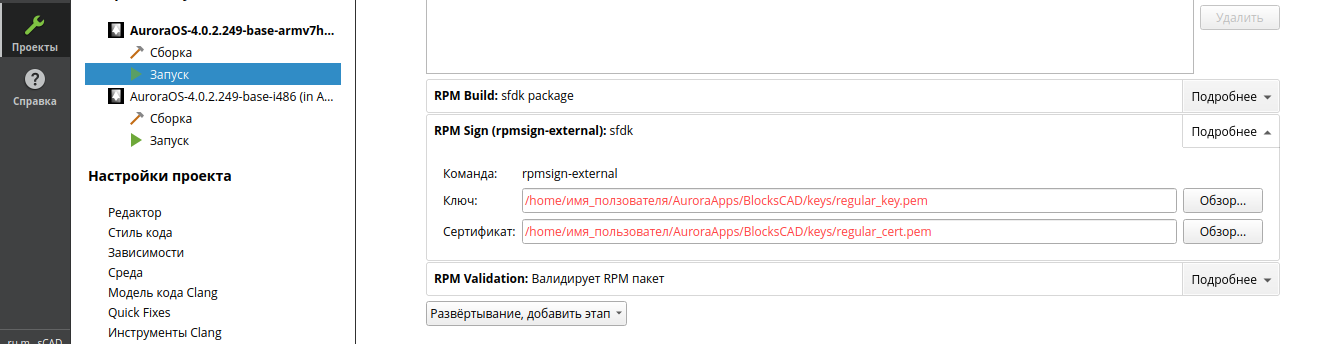 Проекты
Справка
AuroraOS-4.0.2.249-base-armv7h...
Сборка
Запуск
AuroraOS-4.0.2.249-base-i486 (in A...
Сборка
Запуск
Настройки проекта
Редактор
Стиль кода
Зависимости
Среда
Модель кода Clang
Quick Fixes
Инструменты Clang
Удалить
RPM Build: sfdk package
Подробнее
RPM Sign (rpmsign-external): sfdk
Подробнее
Команда: rpmsign-external
Ключ: /home/имя_ползователя/AuroraApps/BlocksCAD/keys/regular_key.pem Обзор...
Сертификат: /home/имя_пользовател/AuroraApps/BlocksCAD/keys/regular_cert.pem Обзор...
RPM Validation: Валидирует RPM пакет
Подробнее
Развёртывание, добавить этап